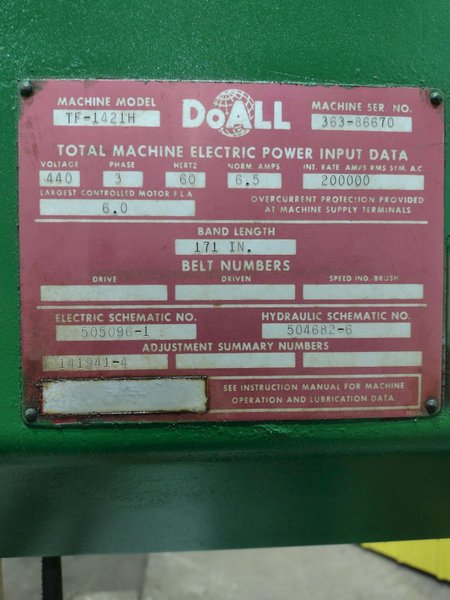 MACHINE MODEL
TF-1421H
DOALL
MACHINE SER. NO.
363-86670
TOTAL MACHINE ELECTRIC POWER INPUT DATA
VOLTAGE PHASE HERTZ NORM. AMPS INT. RATE AMPS RMS SYM. A.C.
440 3 60 6.5 200000
LARGEST CONTROLLED MOTOR F.L.A.
6.0
OVERCURRENT PROTECTION PROVIDED
AT MACHINE SUPPLY TERMINALS
BAND LENGTH
171 IN.
BELT NUMBERS
DRIVE DRIVEN SPEED IND. BRUSH
ELECTRIC SCHEMATIC NO. HYDRAULIC SCHEMATIC NO.
505096-1 504682-6
ADJUSTMENT SUMMARY NUMBERS
141941-4
SEE INSTRUCTION MANUAL FOR MACHINE
OPERATION AND LUBRICATION DATA.